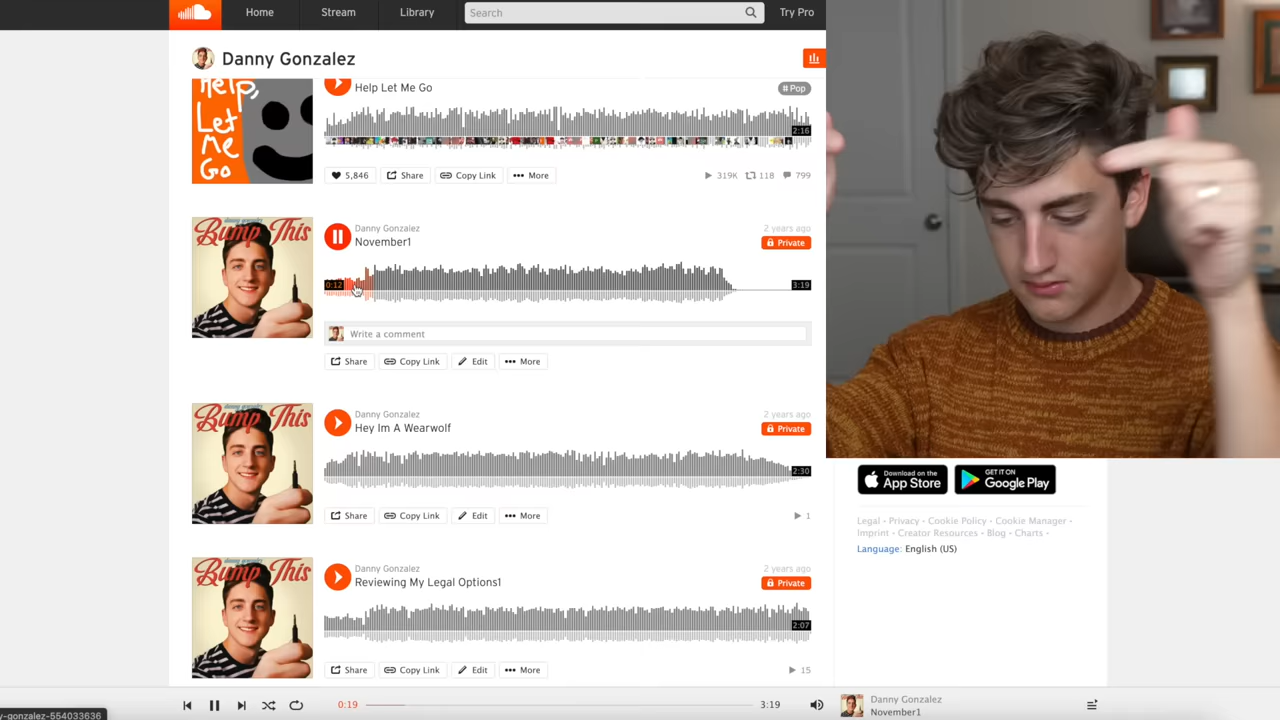 Home
Stream
Library
Search
Try Pro
Danny Gonzalez
Help,
Let
Me
Go
Help Let Me Go
# Pop
2:16
5,846
Share
Copy Link
More
319K
118
799
Bump This
Danny Gonzalez
November1
2 years ago
Private
0:12
3:19
Write a comment
Share
Copy Link
Edit
More
Bump This
Danny Gonzalez
Hey Im A Wearwolf
2 years ago
Private
2:30
Share
Copy Link
Edit
More
1
Bump This
Danny Gonzalez
Reviewing My Legal Options1
2 years ago
Private
2:07
Share
Copy Link
Edit
More
15
Download on the
App Store
GET IT ON
Google Play
Legal - Privacy - Cookie Policy - Cookie Manager -
Imprint - Creator Resources - Blog - Charts -
Language: English (US)
0:19
3:19
Danny Gonzalez
November1
y-gonzalez-554033636